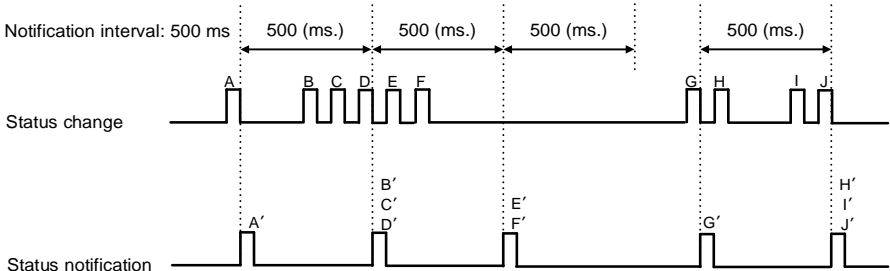 Notification interval: 500 ms 500 (ms.) 500 (ms.) 500 (ms.) 500 (ms.)
A B C D E F G H I J
Status change
B′ H′
C′ E′ I′
A′ D′ F′ G′ J′
Status notification